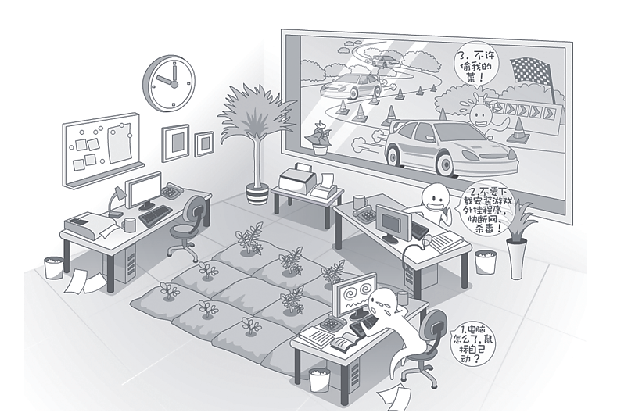 3. 不许
偷我的
菜！
2. 不要下
载安装游戏
外挂程序，
快断网、
杀毒！
1. 电脑
怎么了，鼠
标自己
动？